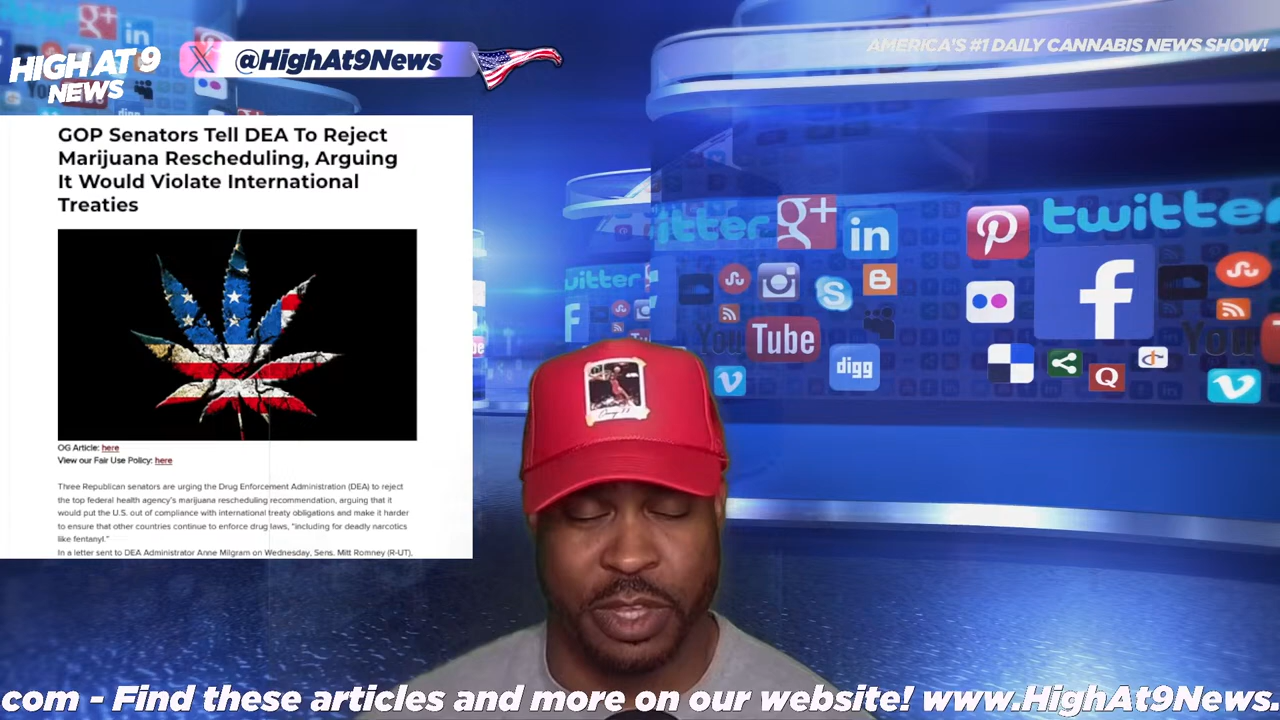 HIGH AT 9
NEWS
@HighAt9News
AMERICA'S #1 DAILY CANNABIS NEWS SHOW!
GOP Senators Tell DEA To Reject
Marijuana Rescheduling, Arguing
It Would Violate International
Treaties
OG Article: here
View our Fair Use Policy: here
Three Republican senators are urging the Drug Enforcement Administration (DEA) to reject
the top federal health agency's marijuana rescheduling recommendation, arguing that it
would put the U.S. out of compliance with international treaty obligations and make it harder
to ensure that other countries continue to enforce drug laws, "including for deadly narcotics
like fentanyl."
In a letter sent to DEA Administrator Anne Milgram on Wednesday, Sens. Mitt Romney (R-UT),
twitter
You
Tube
digg
in
g+
com - Find these articles and more on our website! www.HighAt9News.